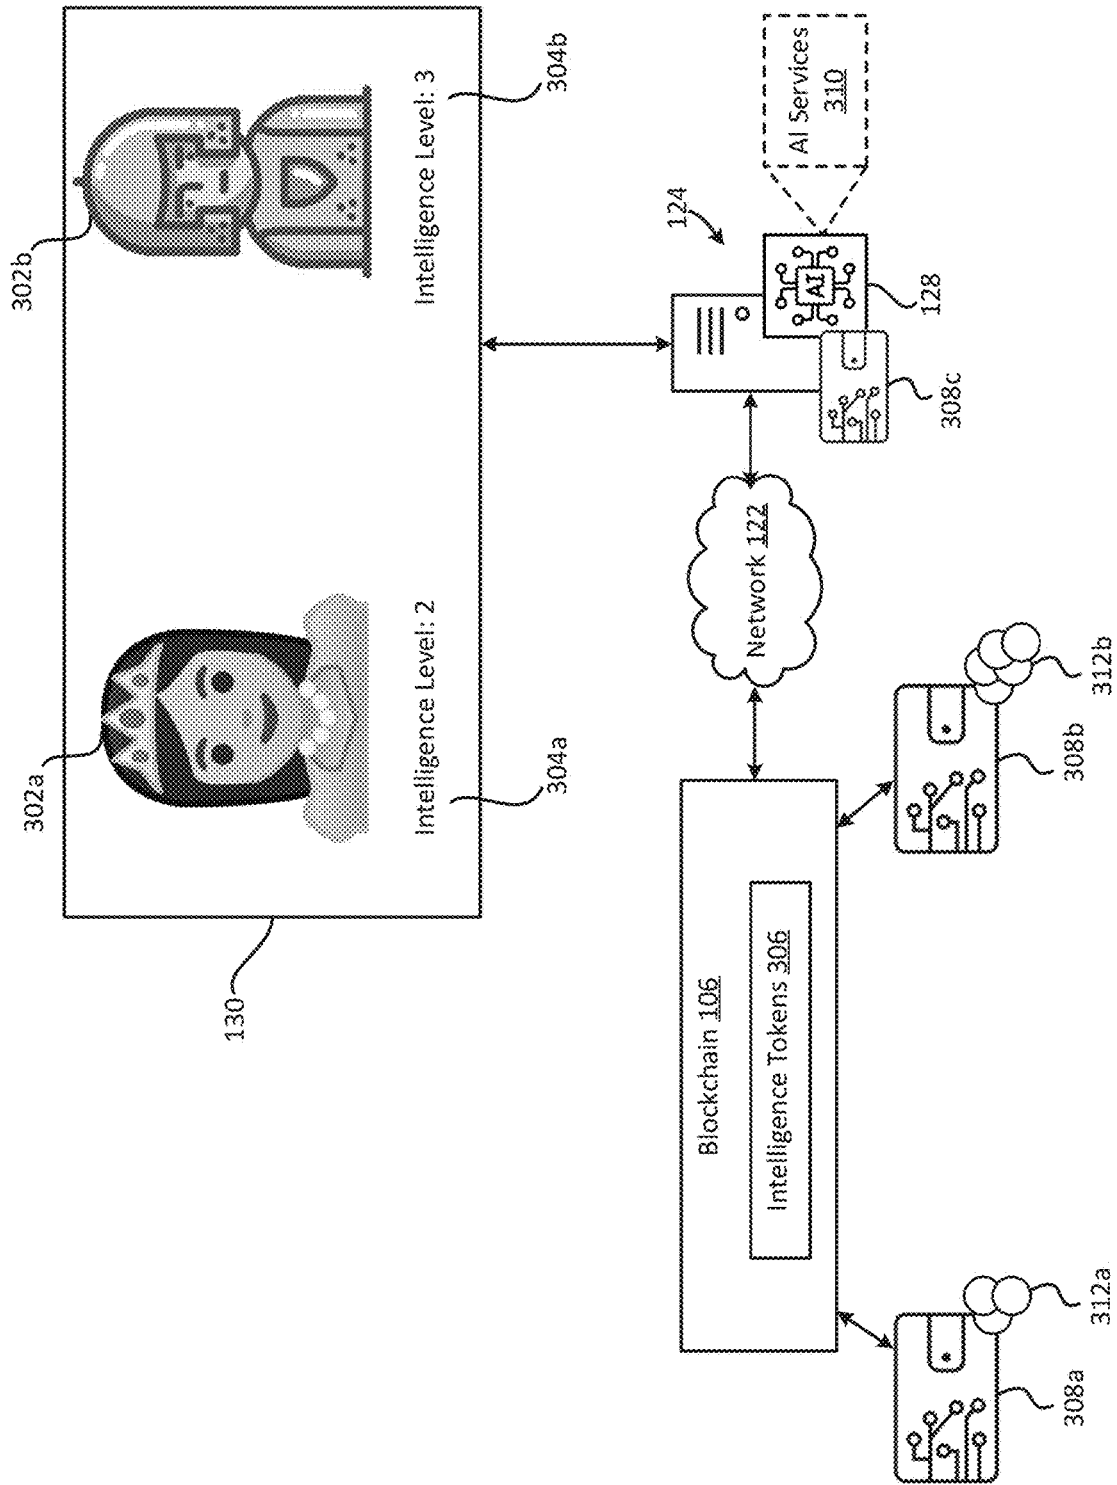 302a
302b
Intelligence Level: 2
Intelligence Level: 3
304a
304b
130
124
AI Services
310
AI
128
308c
Network 122
Blockchain 106
Intelligence Tokens 306
308a
312a
308b
312b